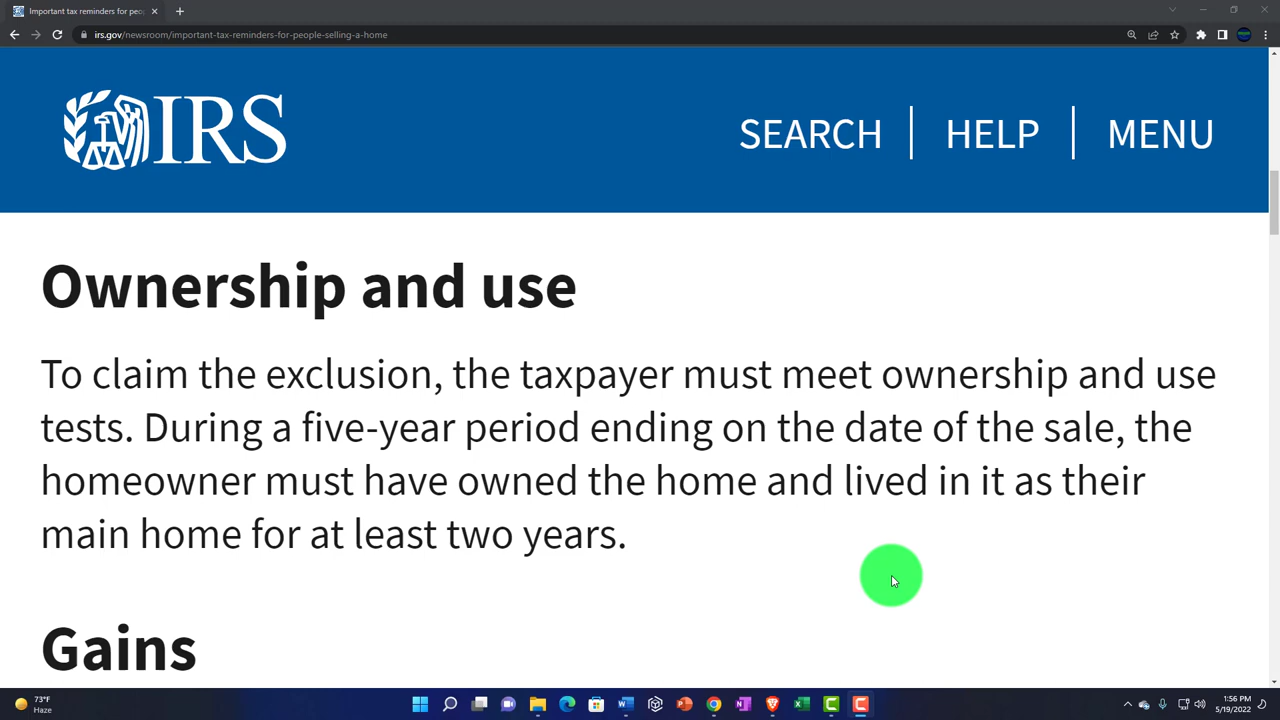 Important tax reminders for peo
irs.gov/newsroom/important-tax-reminders-for-people-selling-a-home
IRS
SEARCH
HELP
MENU
Ownership and use
To claim the exclusion, the taxpayer must meet ownership and use
tests. During a five-year period ending on the date of the sale, the
homeowner must have owned the home and lived in it as their
main home for at least two years.
Gains
73°F
Haze
1:56 PM
5/19/2022